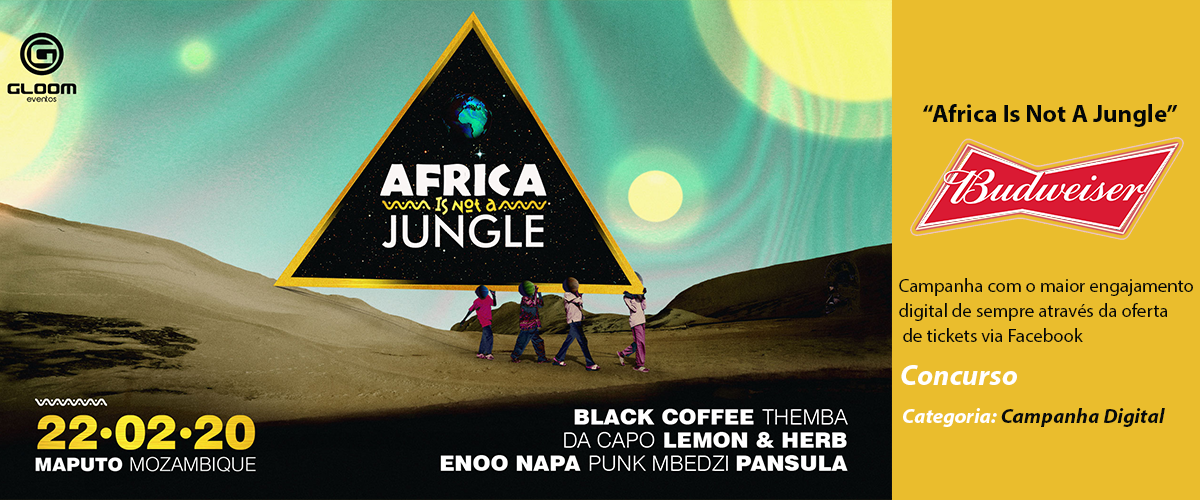 G
GLOOM
eventos
AFRICA
Is Not a
JUNGLE
22•02•20
MAPUTO MOZAMBIQUE
BLACK COFFEE THEMBA
DA CAPO LEMON & HERB
ENOO NAPA PUNK MBEDZI PANSULA
“Africa Is Not A Jungle”
Budweiser
Campanha com o maior engajamento
digital de sempre através da oferta
de tickets via Facebook
Concurso
Categoria: Campanha Digital